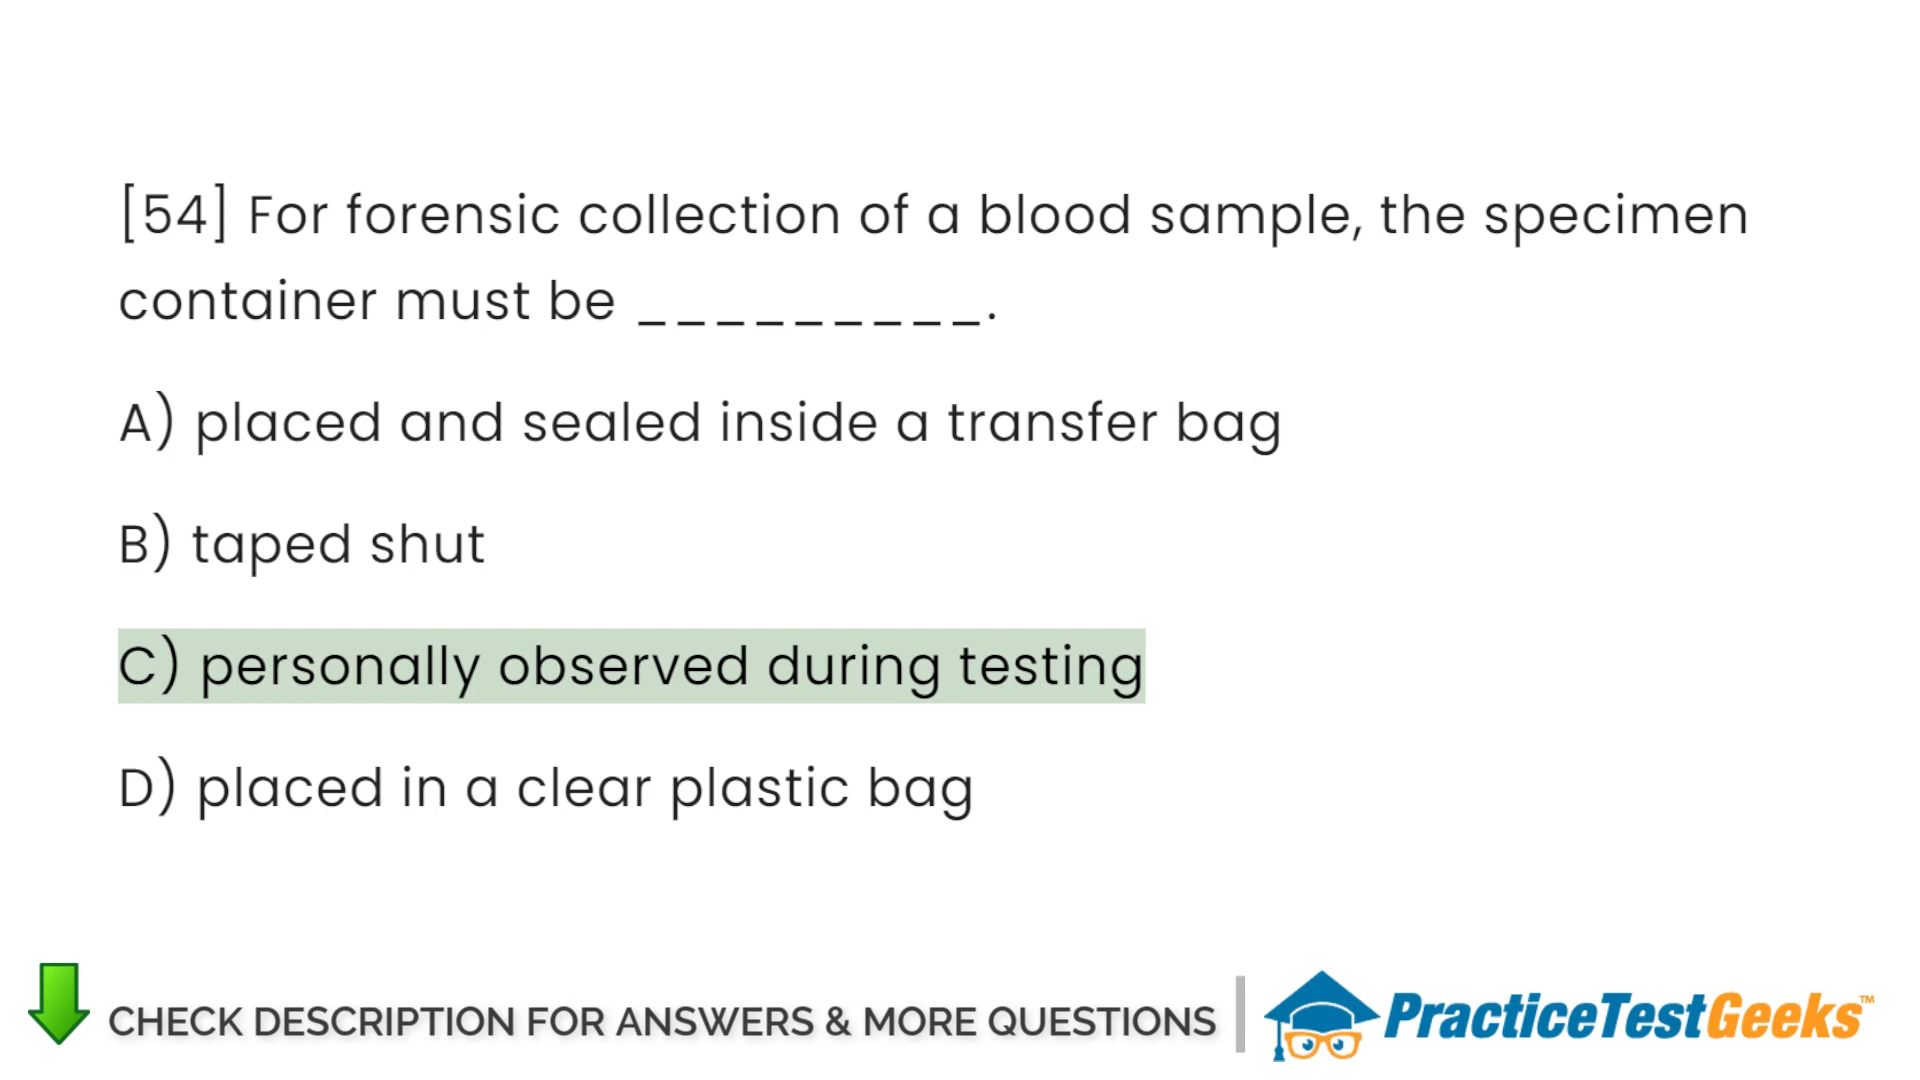 [54] For forensic collection of a blood sample, the specimen
container must be _________.
A) placed and sealed inside a transfer bag
B) taped shut
C) personally observed during testing
D) placed in a clear plastic bag
CHECK DESCRIPTION FOR ANSWERS & MORE QUESTIONS
PracticeTestGeeks™